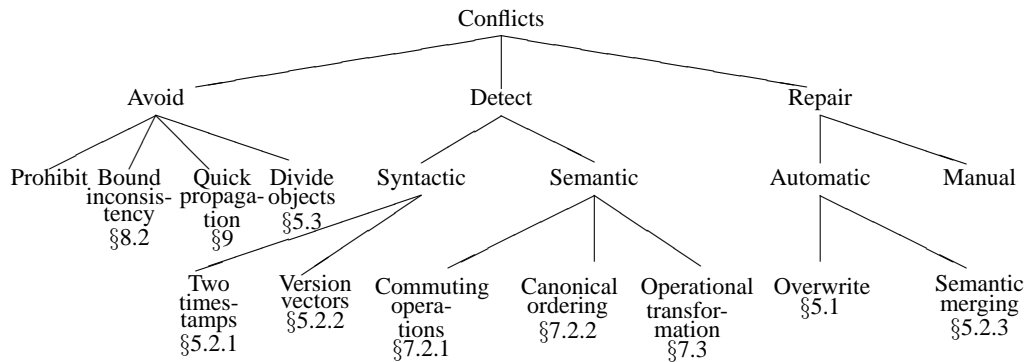 Conflicts
Avoid
Detect
Repair
Prohibit
Bound
inconsis-
tency
§8.2
Quick
propaga-
tion
§9
Divide
objects
§5.3
Syntactic
Semantic
Automatic
Manual
Two
times-
tamps
§5.2.1
Version
vectors
§5.2.2
Commuting
opera-
tions
§7.2.1
Canonical
ordering
§7.2.2
Operational
transfor-
mation
§7.3
Overwrite
§5.1
Semantic
merging
§5.2.3